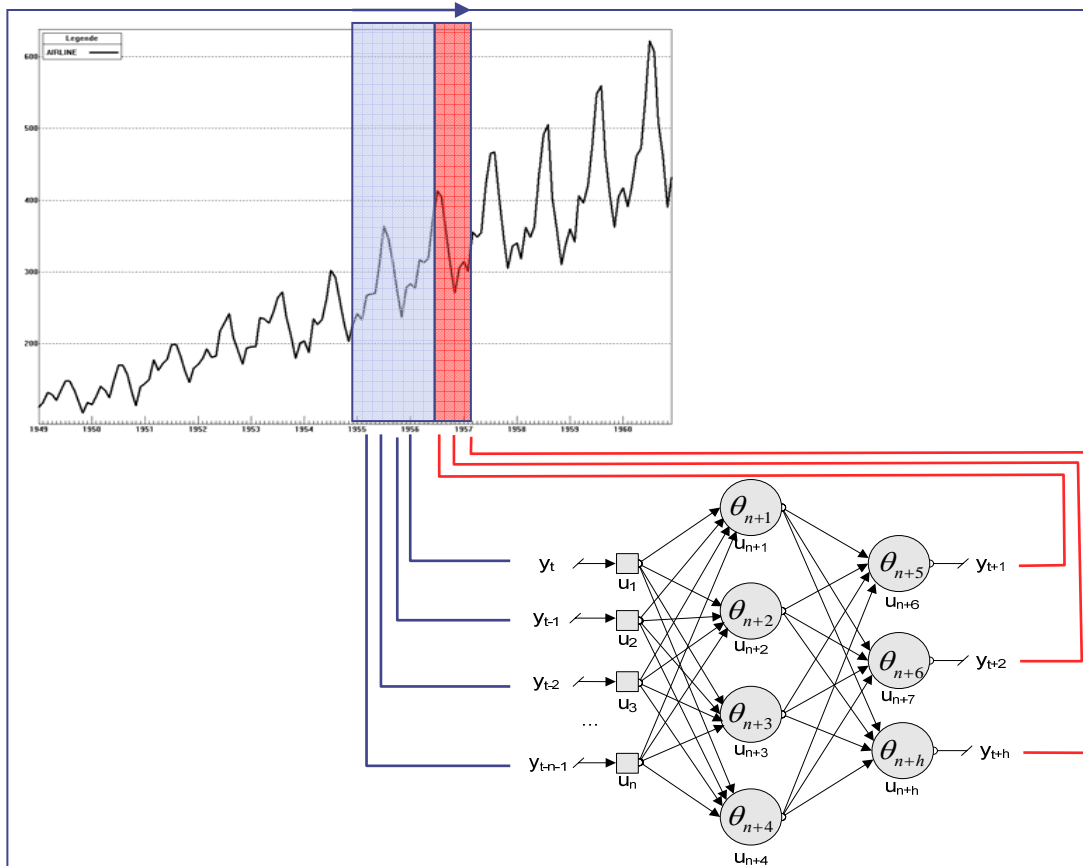 Legende
AIRLINE
600
500
400
300
200
1949 1950 1951 1952 1953 1954 1955 1956 1957 1958 1959 1960
θn+1
un+1
yt
u1
θn+5
un+6
yt+1
yt-1
u2
θn+2
un+2
θn+6
un+7
yt+2
yt-2
u3
...
θn+3
un+3
yt-n-1
un
θn+h
un+h
yt+h
θn+4
un+4